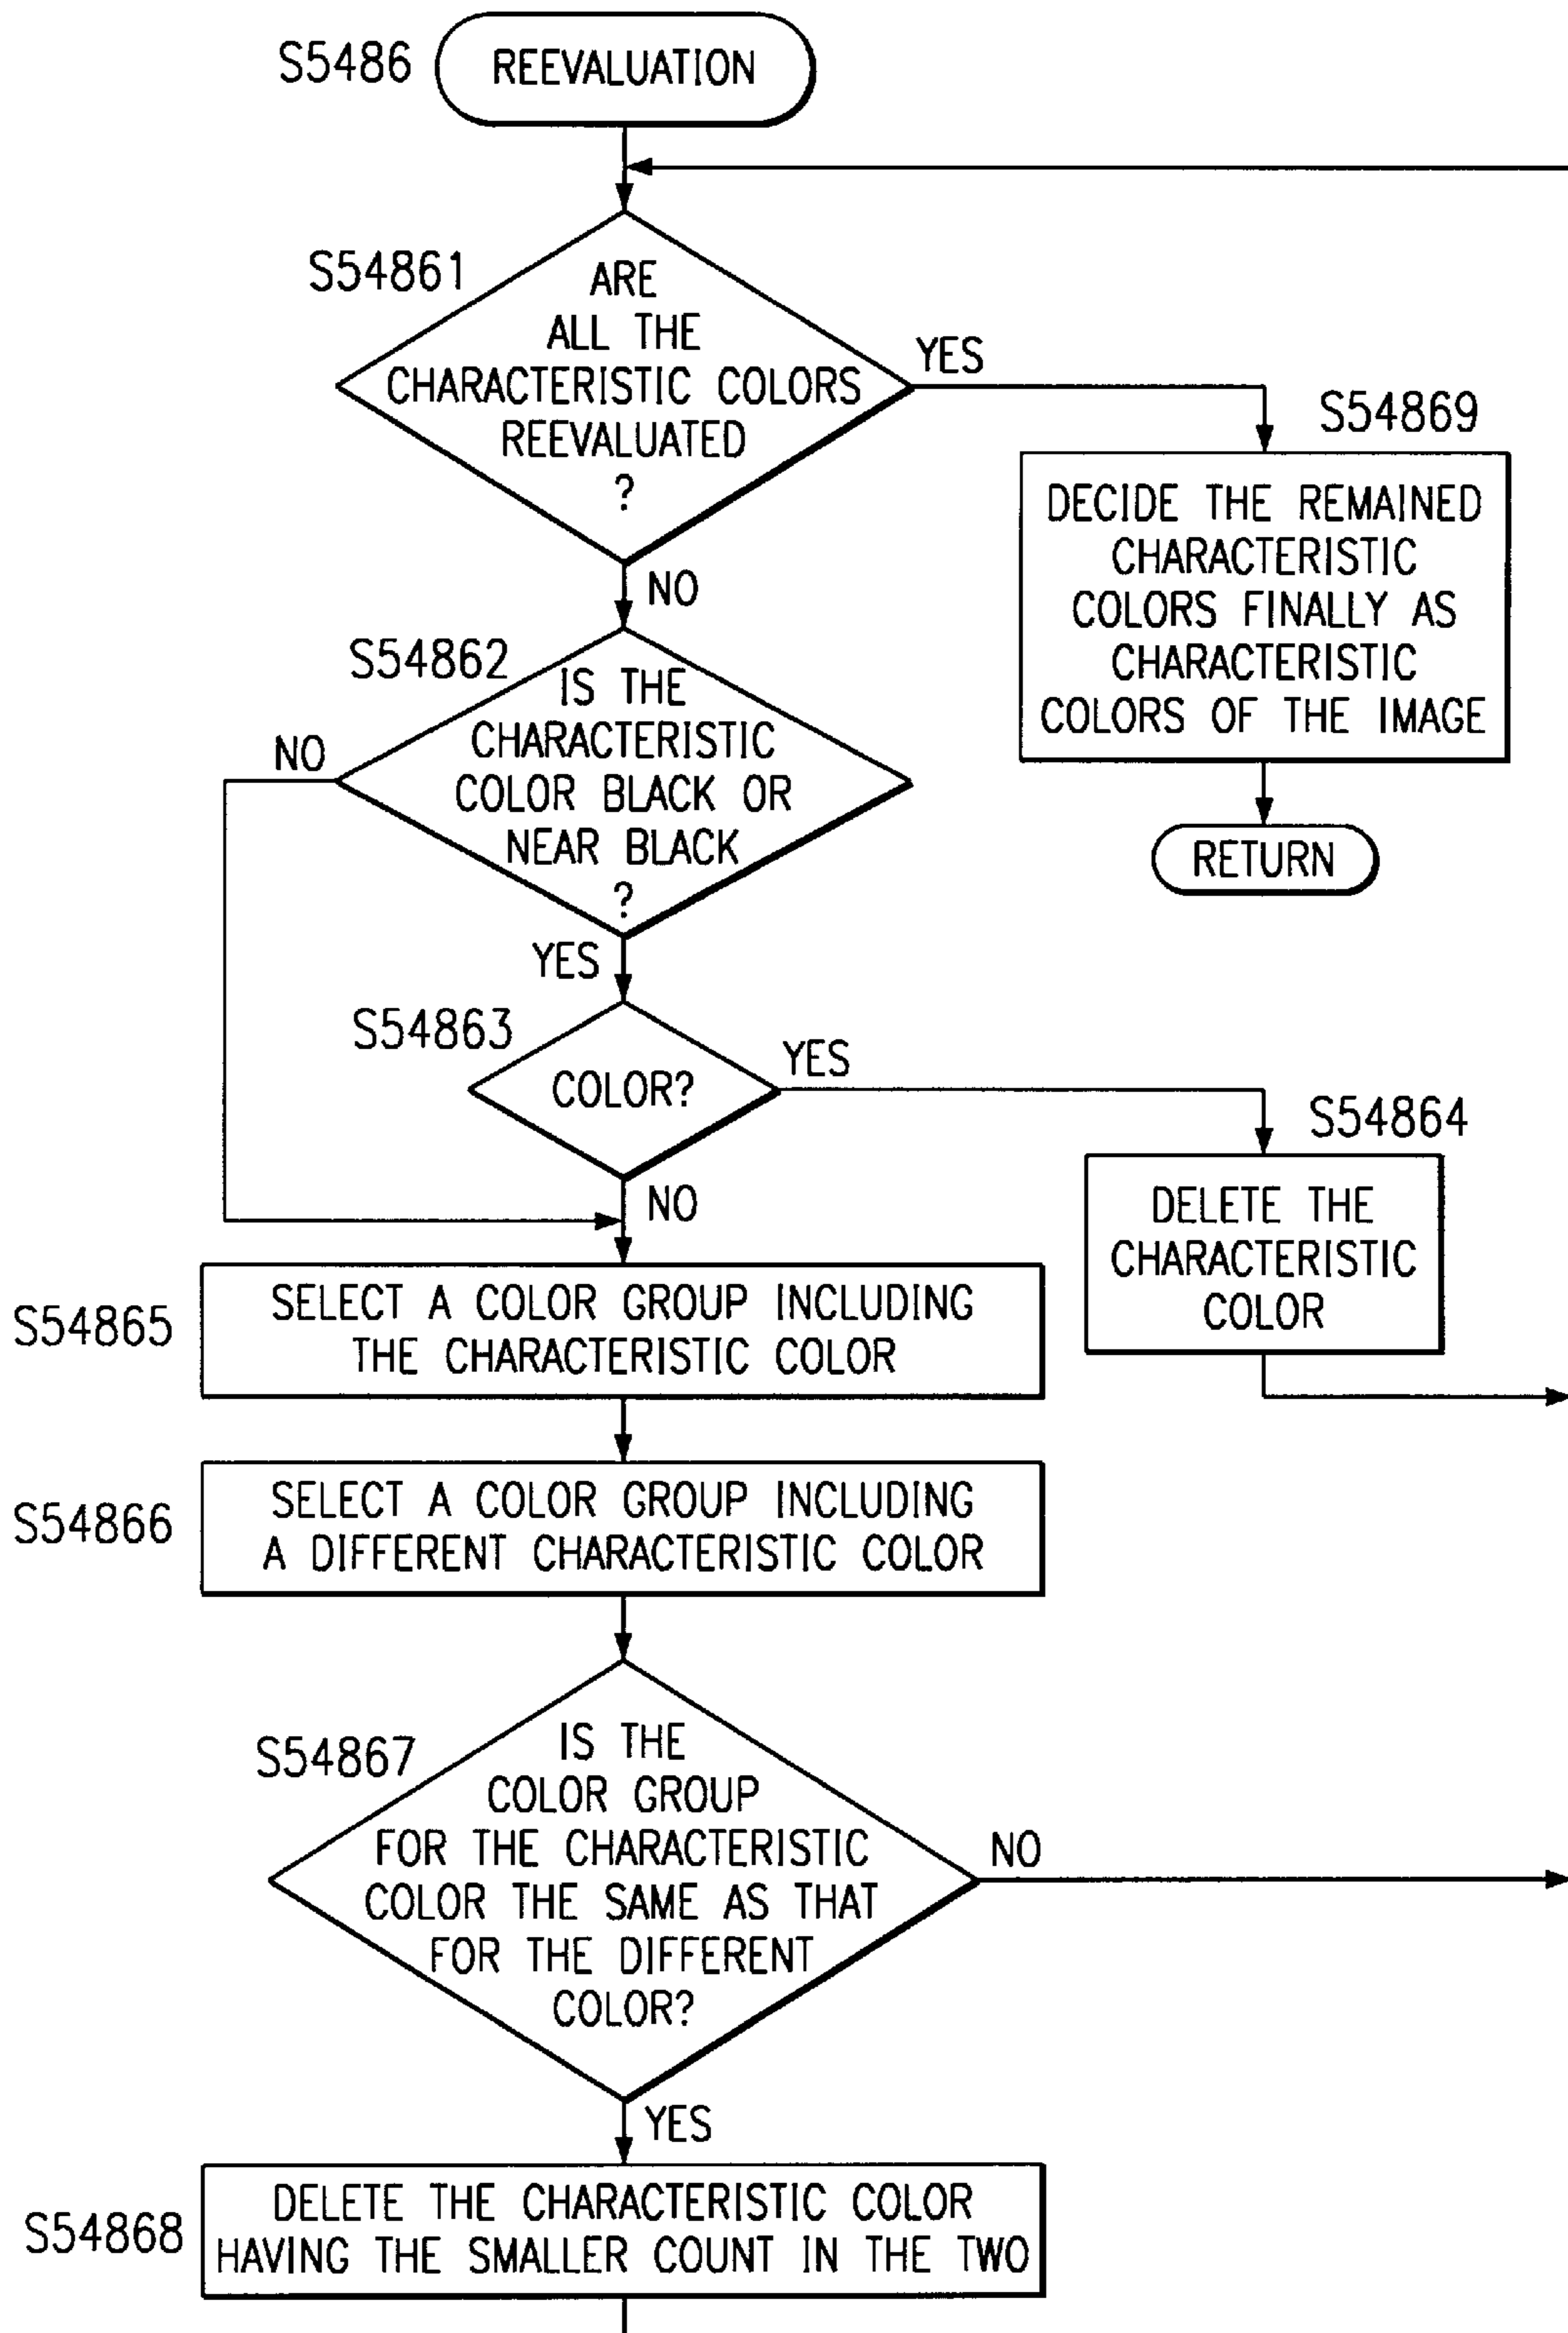 S5486
REEVALUATION
S54861
ARE
ALL THE
CHARACTERISTIC COLORS
REEVALUATED
?
YES
NO
S54869
DECIDE THE REMAINED
CHARACTERISTIC
COLORS FINALLY AS
CHARACTERISTIC
COLORS OF THE IMAGE
RETURN
S54862
IS THE
CHARACTERISTIC
COLOR BLACK OR
NEAR BLACK
?
NO
YES
S54863
COLOR?
YES
NO
S54864
DELETE THE
CHARACTERISTIC
COLOR
S54865
SELECT A COLOR GROUP INCLUDING
THE CHARACTERISTIC COLOR
S54866
SELECT A COLOR GROUP INCLUDING
A DIFFERENT CHARACTERISTIC COLOR
S54867
IS THE
COLOR GROUP
FOR THE CHARACTERISTIC
COLOR THE SAME AS THAT
FOR THE DIFFERENT
COLOR?
NO
YES
S54868
DELETE THE CHARACTERISTIC COLOR
HAVING THE SMALLER COUNT IN THE TWO